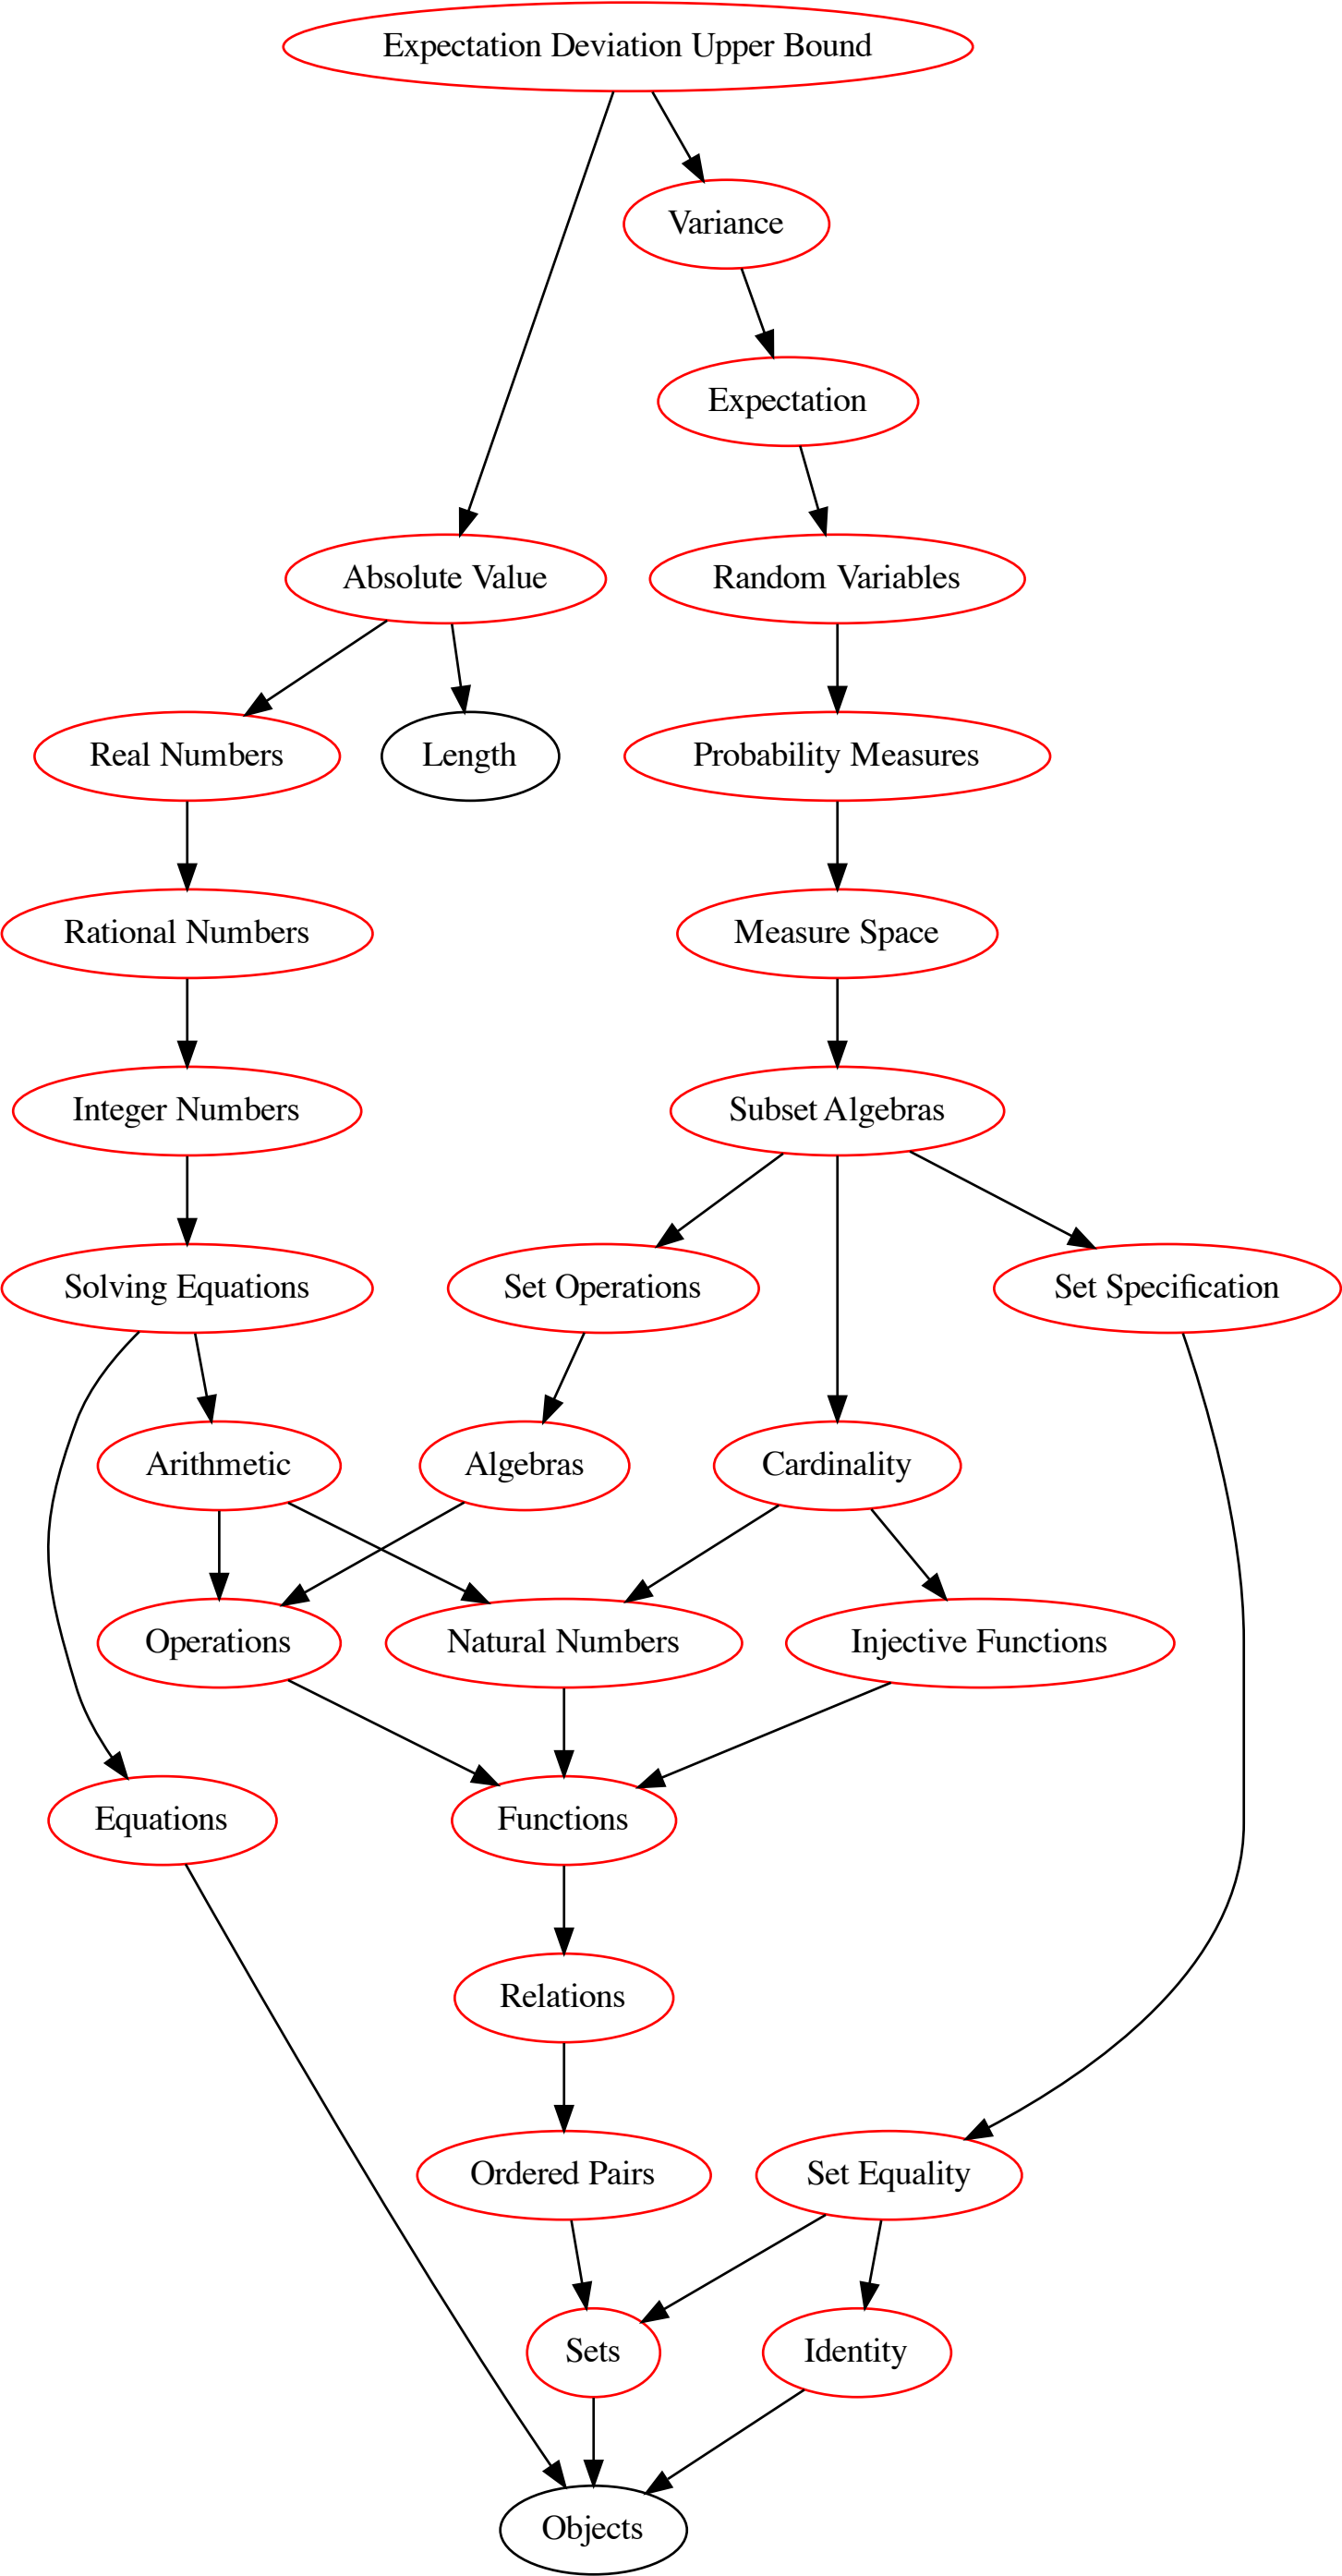 Expectation Deviation Upper Bound
Variance
Expectation
Absolute Value
Random Variables
Real Numbers
Length
Probability Measures
Rational Numbers
Measure Space
Integer Numbers
Subset Algebras
Solving Equations
Set Operations
Set Specification
Arithmetic
Algebras
Cardinality
Operations
Natural Numbers
Injective Functions
Equations
Functions
Relations
Ordered Pairs
Set Equality
Sets
Identity
Objects